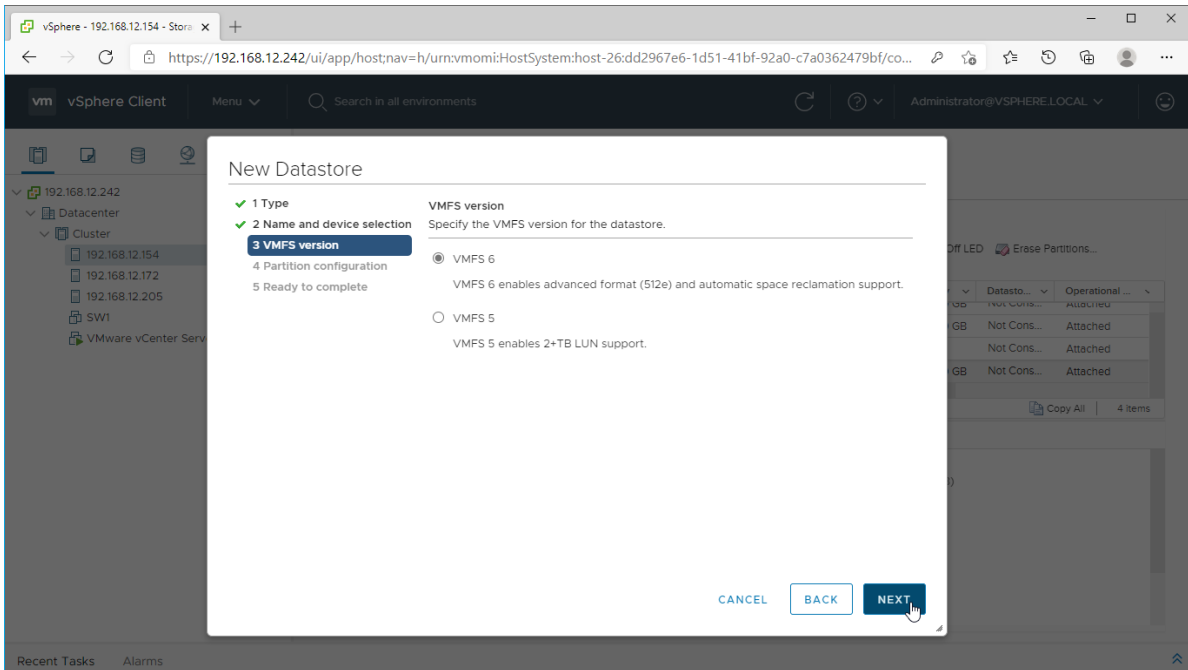 vSphere - 192.168.12.154 - Stora
https://192.168.12.242/ui/app/host;nav=h/urn:vmomi:HostSystem:host-26:dd2967e6-1d51-41bf-92a0-c7a0362479bf/co...
vm vSphere Client Menu Search in all environments Administrator@VSPHERE.LOCAL
192.168.12.242
Datacenter
Cluster
192.168.12.154
192.168.12.172
192.168.12.205
SW1
VMware vCenter Serv
New Datastore
1 Type
2 Name and device selection
3 VMFS version
4 Partition configuration
5 Ready to complete
VMFS version
Specify the VMFS version for the datastore.
VMFS 6
VMFS 6 enables advanced format (512e) and automatic space reclamation support.
VMFS 5
VMFS 5 enables 2+TB LUN support.
CANCEL BACK NEXT
Off LED Erase Partitions...
Datasto... Operational ...
GB Not Cons... Attached
GB Not Cons... Attached
Not Cons... Attached
GB Not Cons... Attached
Copy All 4 items
Recent Tasks Alarms